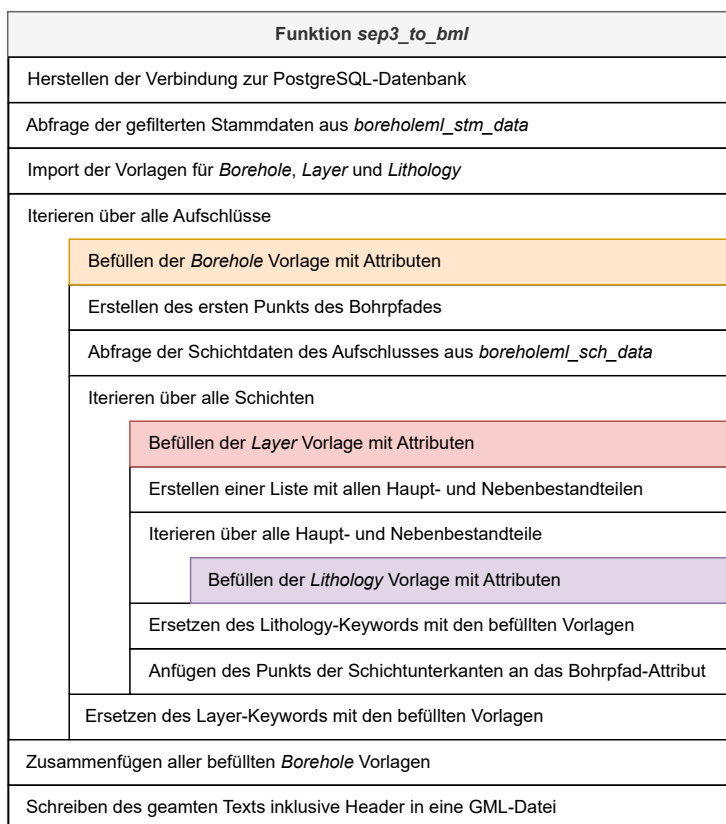 Funktion sep3_to_bml
Herstellen der Verbindung zur PostgreSQL-Datenbank
Abfrage der gefilterten Stammdaten aus boreholeml_stm_data
Import der Vorlagen für Borehole, Layer und Lithology
Iterieren über alle Aufschlüsse
Befüllen der Borehole Vorlage mit Attributen
Erstellen des ersten Punkts des Bohrpfades
Abfrage der Schichtdaten des Aufschlusses aus boreholeml_sch_data
Iterieren über alle Schichten
Befüllen der Layer Vorlage mit Attributen
Erstellen einer Liste mit allen Haupt- und Nebenbestandteilen
Iterieren über alle Haupt- und Nebenbestandteile
Befüllen der Lithology Vorlage mit Attributen
Ersetzen des Lithology-Keywords mit den befüllten Vorlagen
Anfügen des Punkts der Schichtunterkanten an das Bohrpfad-Attribut
Ersetzen des Layer-Keywords mit den befüllten Vorlagen
Zusammenfügen aller befüllten Borehole Vorlagen
Schreiben des geamten Texts inklusive Header in eine GML-Datei